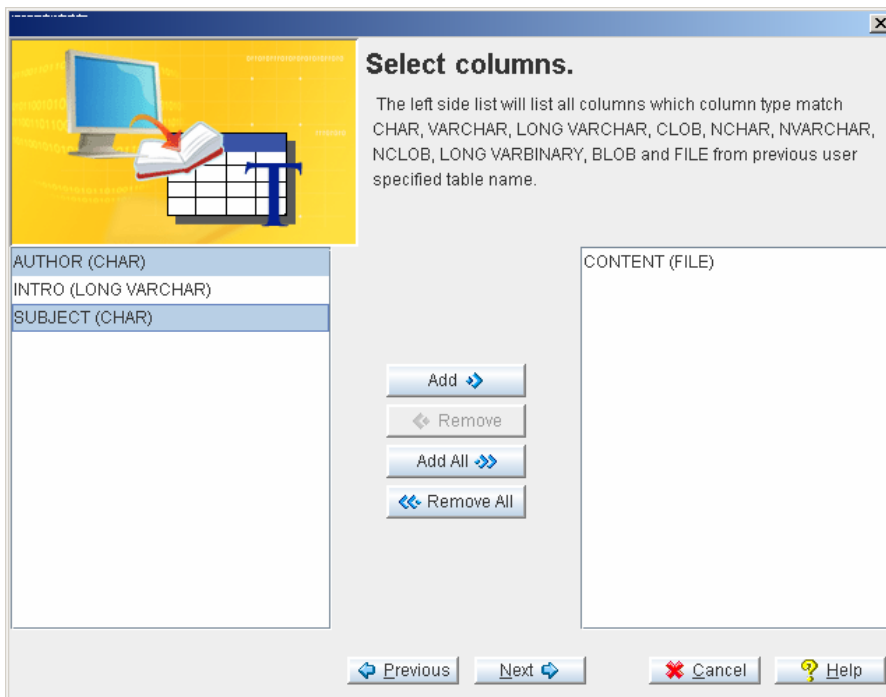 Select columns.
The left side list will list all columns which column type match
CHAR, VARCHAR, LONG VARCHAR, CLOB, NCHAR, NVARCHAR,
NCLOB, LONG VARBINARY, BLOB and FILE from previous user
specified table name.
AUTHOR (CHAR)
INTRO (LONG VARCHAR)
SUBJECT (CHAR)
CONTENT (FILE)
Add
Remove
Add All
Remove All
Previous
Next
Cancel
Help